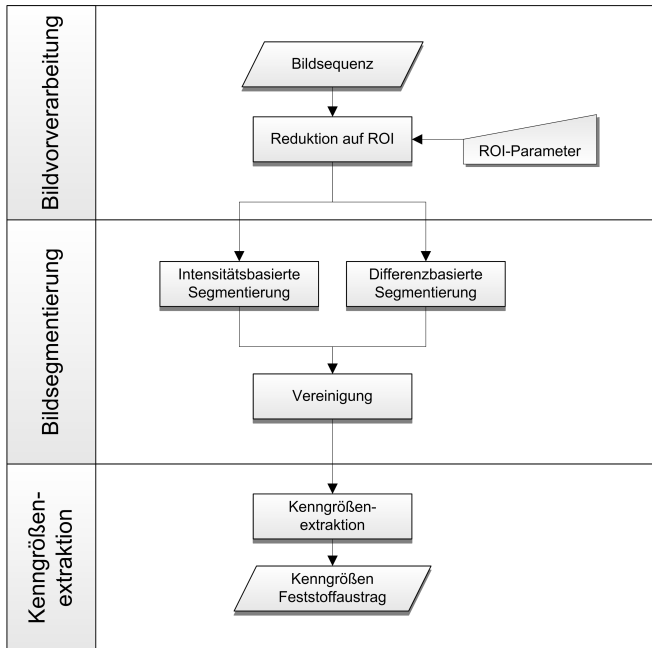 Bildvorverarbeitung
Bildsequenz
Reduktion auf ROI
ROI-Parameter
Bildsegmentierung
Intensitätsbasierte
Segmentierung
Differenzbasierte
Segmentierung
Vereinigung
Kenngrößen-
extraktion
Kenngrößen-
extraktion
Kenngrößen
Feststoffaustrag